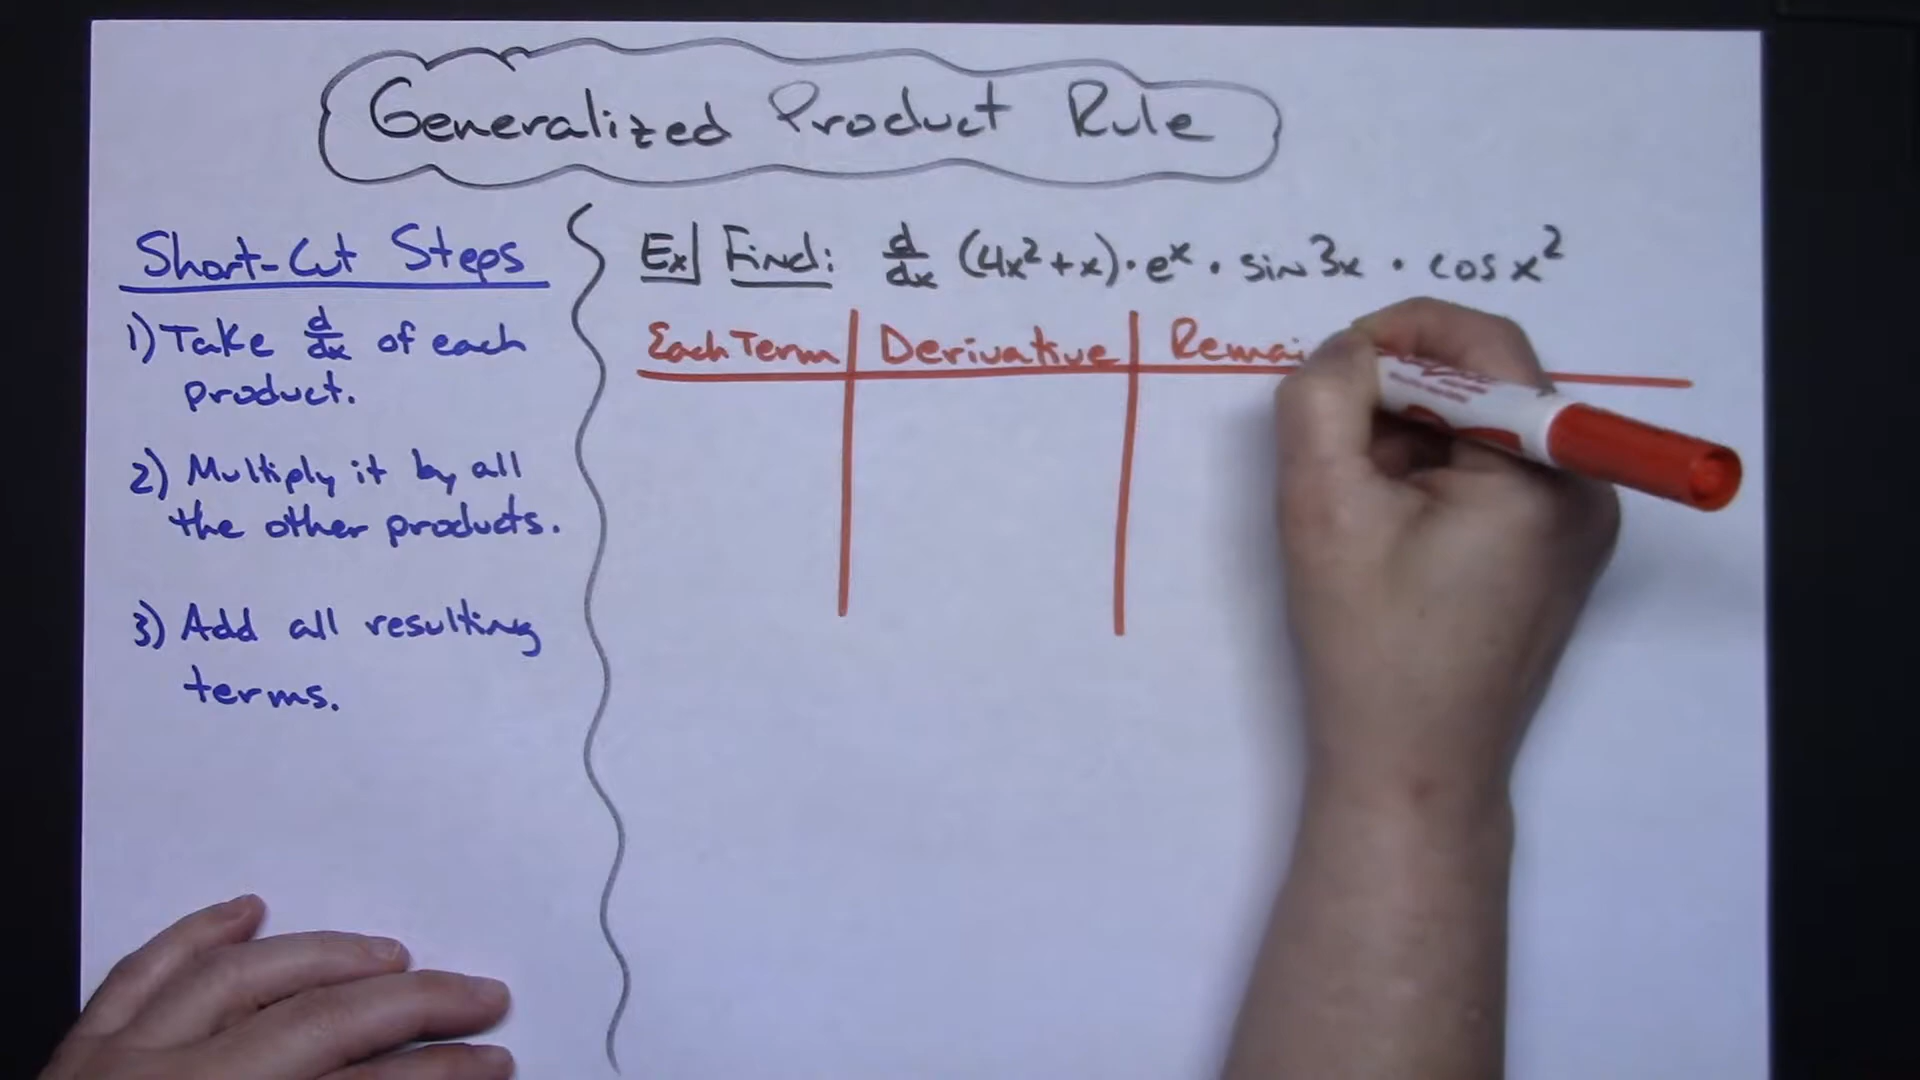 Generalized Product Rule
Short-Cut Steps
1) Take d/dx of each
product.
2) Multiply it by all
the other products.
3) Add all resulting
terms.
Ex| Find: d/dx (4x²+x)·eˣ · sin 3x · cos x²
Each Term | Derivative | Remai